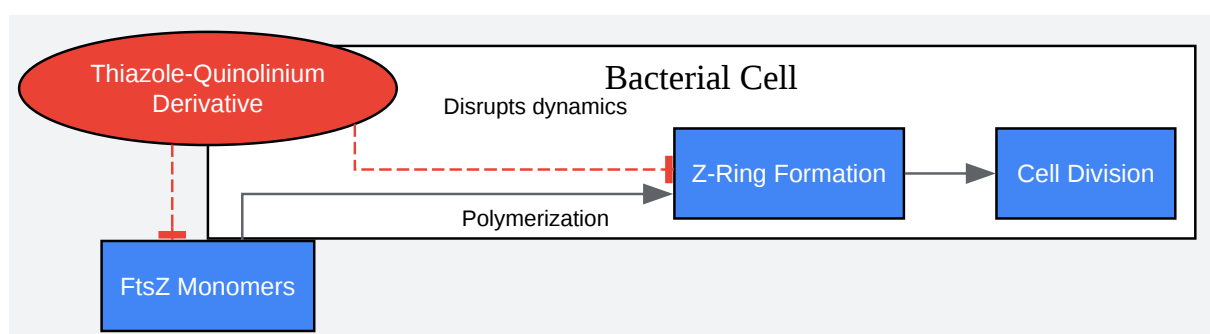 Thiazole-Quinolinium
Derivative
Bacterial Cell
Disrupts dynamics
Z-Ring Formation
Cell Division
Polymerization
FtsZ Monomers